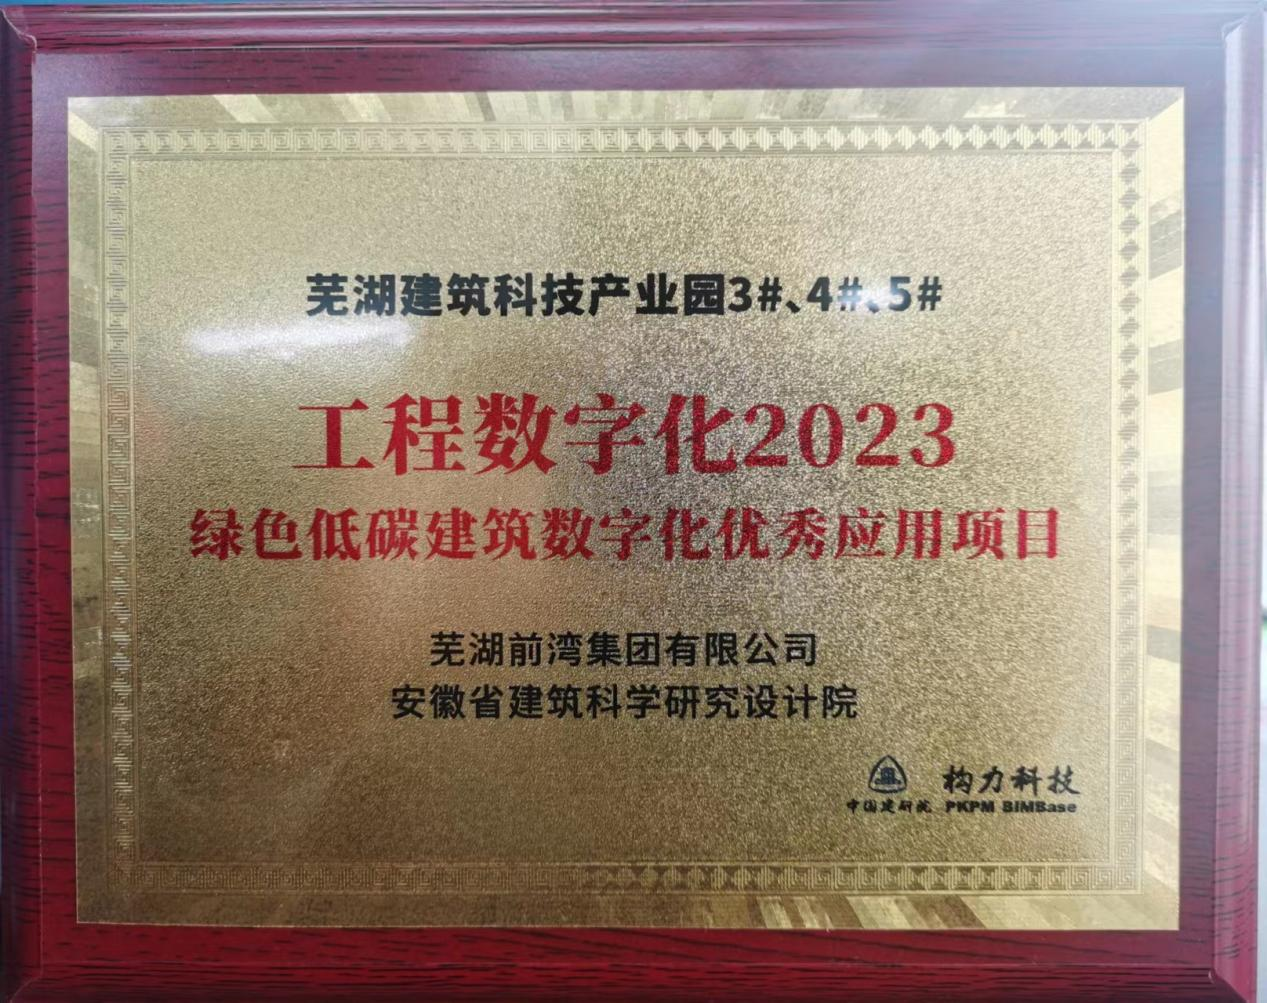 芜湖建筑科技产业园3#、4#、5#
工程数字化2023
绿色低碳建筑数字化优秀应用项目
芜湖前湾集团有限公司
安徽省建筑科学研究设计院
中国建研院
构力科技
PKPM BIMBase